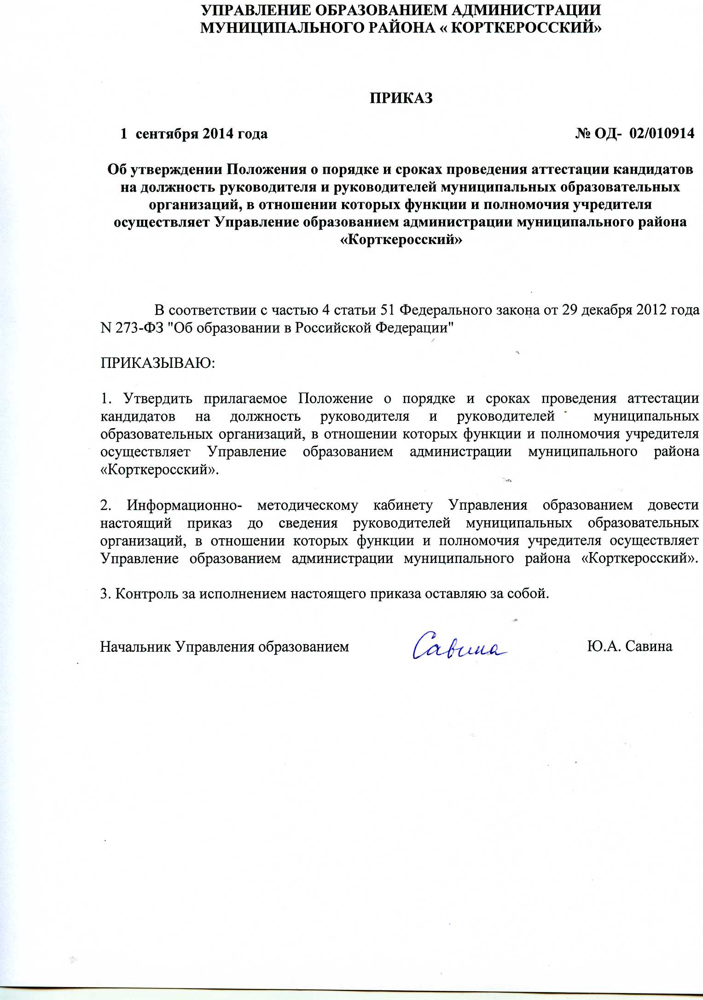 УПРАВЛЕНИЕ ОБРАЗОВАНИЕМ АДМИНИСТРАЦИИ
МУНИЦИПАЛЬНОГО РАЙОНА « КОРТКЕРОССКИЙ»
ПРИКАЗ
1 сентября 2014 года № ОД- 02/010914
Об утверждении Положения о порядке и сроках проведения аттестации кандидатов
на должность руководителя и руководителей муниципальных образовательных
организаций, в отношении которых функции и полномочия учредителя
осуществляет Управление образованием администрации муниципального района
«Корткеросский»
В соответствии с частью 4 статьи 51 Федерального закона от 29 декабря 2012 года
N 273-ФЗ "Об образовании в Российской Федерации"
ПРИКАЗЫВАЮ:
1. Утвердить прилагаемое Положение о порядке и сроках проведения аттестации
кандидатов на должность руководителя и руководителей муниципальных
образовательных организаций, в отношении которых функции и полномочия учредителя
осуществляет Управление образованием администрации муниципального района
«Корткеросский».
2. Информационно- методическому кабинету Управления образованием довести
настоящий приказ до сведения руководителей муниципальных образовательных
организаций, в отношении которых функции и полномочия учредителя осуществляет
Управление образованием администрации муниципального района «Корткеросский».
3. Контроль за исполнением настоящего приказа оставляю за собой.
Начальник Управления образованием Савина Ю.А. Савина